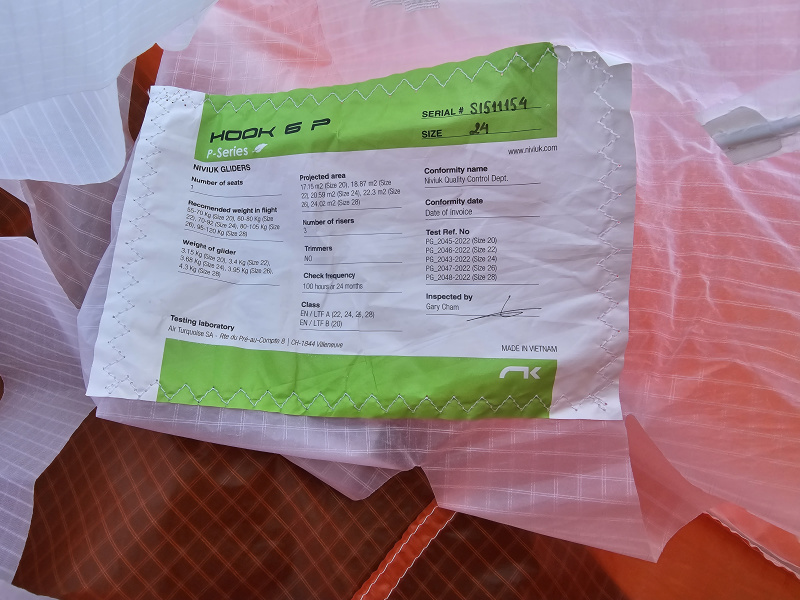 HOOK 6 P
P-Series
SERIAL # S1511154
SIZE 24
www.niviuk.com
NIVIUK GLIDERS
Number of seats
1
Recomended weight in flight
55-70 Kg (Size 20), 60-80 Kg (Size
22), 70-92 (Size 24), 80-105 Kg (Size
26), 95-120 Kg (Size 28)
Weight of glider
3.15 Kg (Size 20), 3.4 Kg (Size 22),
3.68 Kg (Size 24), 3.95 Kg (Size 26),
4.3 Kg (Size 28)
Projected area
17.15 m2 (Size 20), 18.87 m2 (Size
22), 20.59 m2 (Size 24), 22.3 m2 (Size
26), 24.02 m2 (Size 28)
Number of risers
3
Trimmers
NO
Check frequency
100 hours or 24 months
Class
EN / LTF A (22, 24, 26, 28)
EN / LTF B (20)
Conformity name
Niviuk Quality Control Dept.
Conformity date
Date of invoice
Test Ref. No
PG_2045-2022 (Size 20)
PG_2046-2022 (Size 22)
PG_2043-2022 (Size 24)
PG_2047-2022 (Size 26)
PG_2048-2022 (Size 28)
Inspected by
Gary Cham
Testing laboratory
Air Turquoise SA - Rte du Pré-au-Compte 8 | CH-1844 Villeneuve
MADE IN VIETNAM